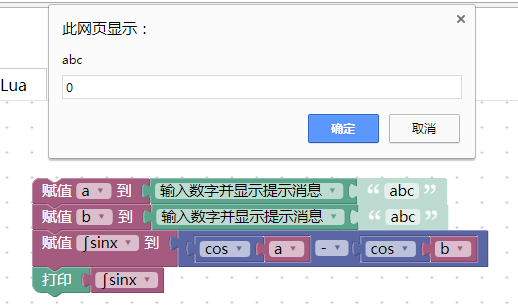 此网页显示：
abc
0
确定 取消
Lua
赋值 a 到 输入数字并显示提示消息 “ abc ”
赋值 b 到 输入数字并显示提示消息 “ abc ”
赋值 ∫sinx 到 cos a - cos b
打印 ∫sinx